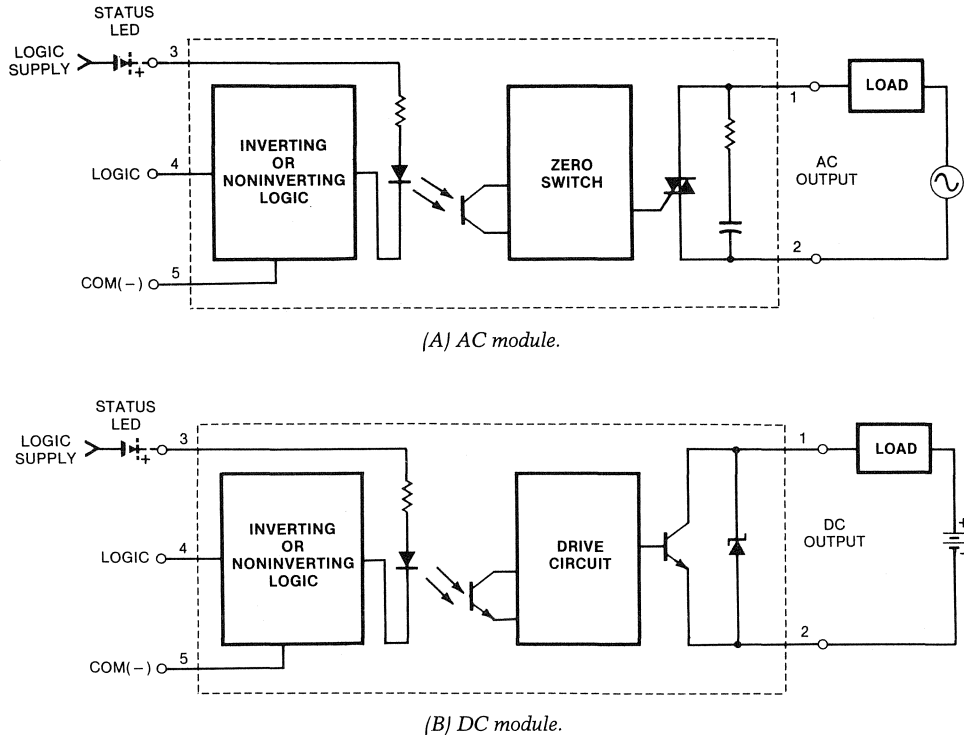 STATUS
LED
LOGIC
SUPPLY
+
3
INVERTING
OR
NONINVERTING
LOGIC
LOGIC
4
COM(−)
5
ZERO
SWITCH
1
LOAD
AC
OUTPUT
2
(A) AC module.
STATUS
LED
LOGIC
SUPPLY
+
3
INVERTING
OR
NONINVERTING
LOGIC
LOGIC
4
COM(−)
5
DRIVE
CIRCUIT
1
LOAD
DC
OUTPUT
+
-
2
(B) DC module.